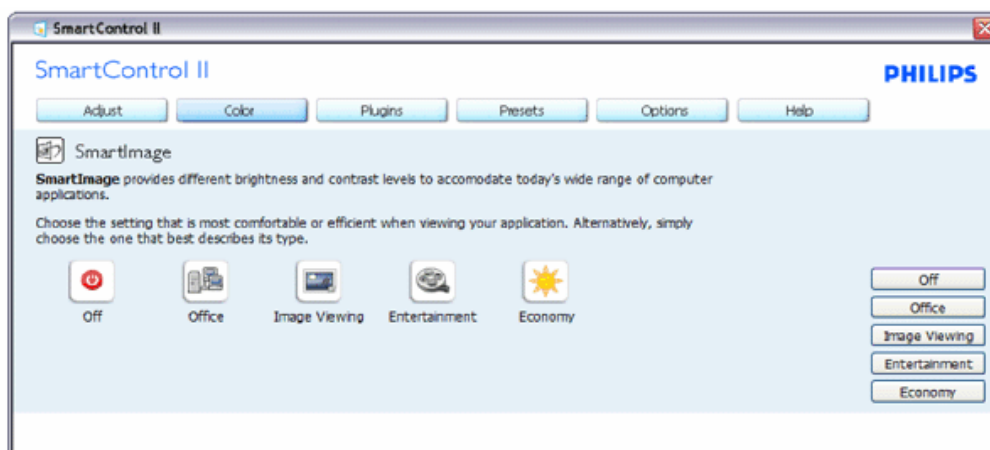 SmartControl II
SmartControl II
PHILIPS
Adjust Color Plugins Presets Options Help
SmartImage
SmartImage provides different brightness and contrast levels to accomodate today's wide range of computer
applications.
Choose the setting that is most comfortable or efficient when viewing your application. Alternatively, simply
choose the one that best describes its type.
Off Office Image Viewing Entertainment Economy
Off
Office
Image Viewing
Entertainment
Economy